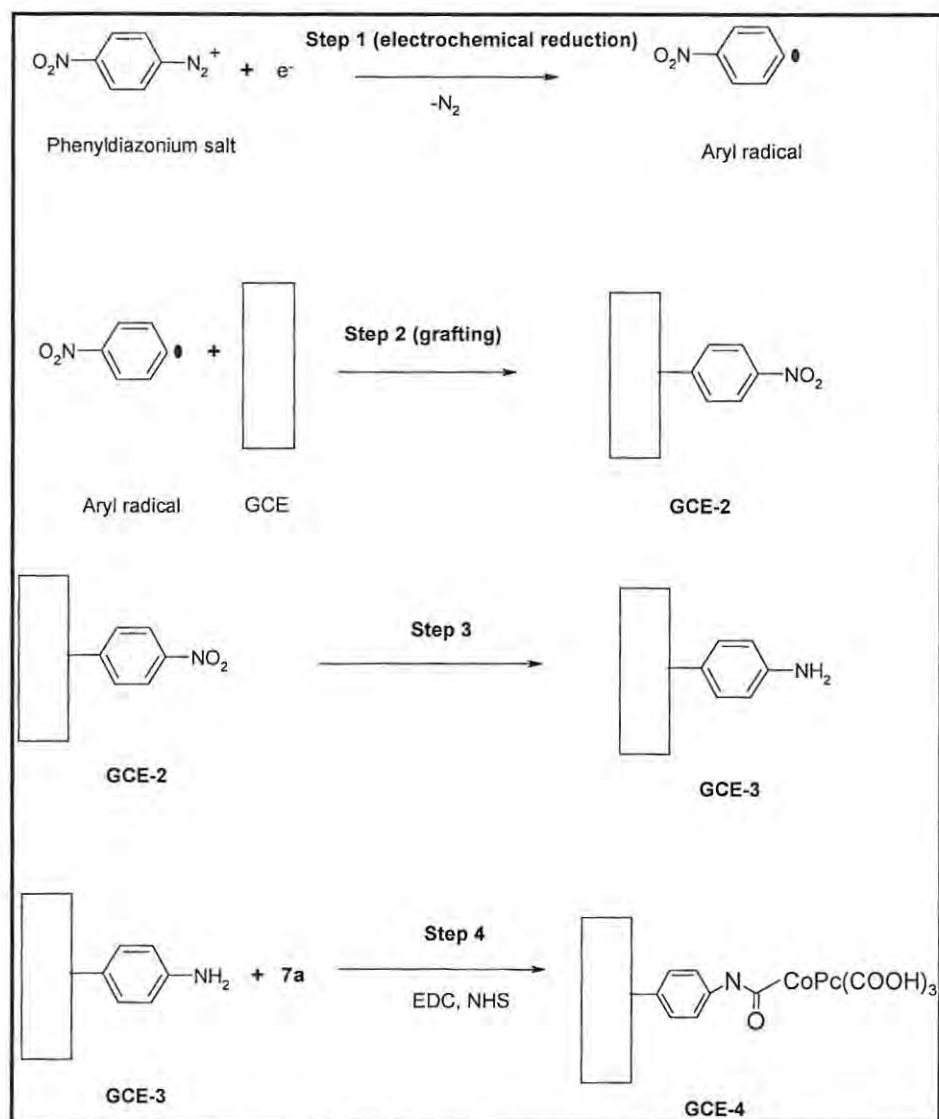 Step 1 (electrochemical reduction)
O₂N N₂⁺ + e⁻ -N₂ O₂N
Phenyldiazonium salt Aryl radical
Step 2 (grafting)
O₂N + NO₂
Aryl radical GCE GCE-2
Step 3
NO₂ NH₂
GCE-2 GCE-3
Step 4
NH₂ + 7a EDC, NHS N O CoPc(COOH)₃
GCE-3 GCE-4